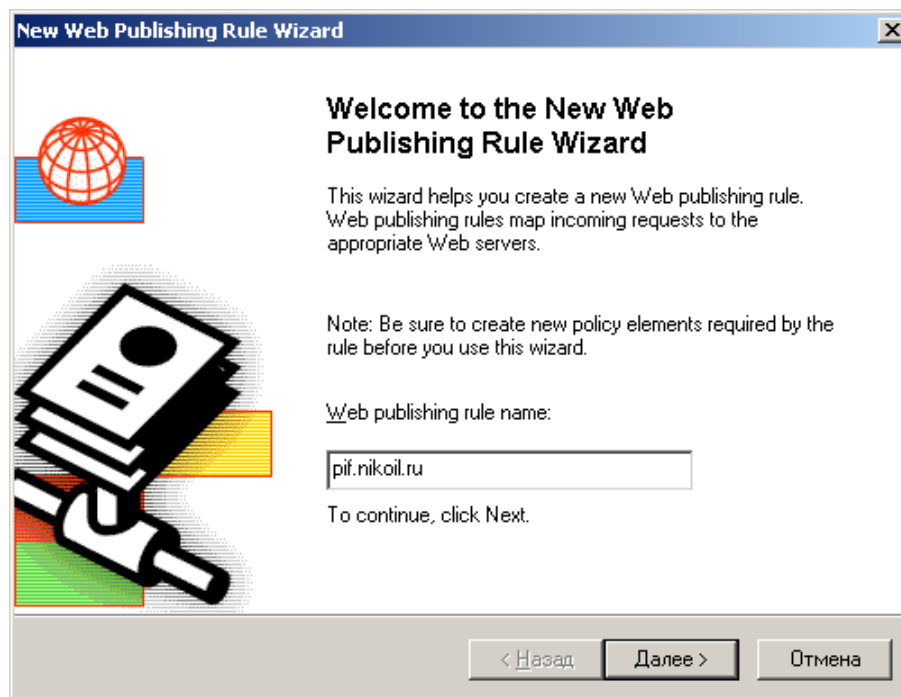 New Web Publishing Rule Wizard
Welcome to the New Web
Publishing Rule Wizard
This wizard helps you create a new Web publishing rule.
Web publishing rules map incoming requests to the
appropriate Web servers.
Note: Be sure to create new policy elements required by the
rule before you use this wizard.
Web publishing rule name:
pif.nikoil.ru
To continue, click Next.
< Назад Далее > Отмена